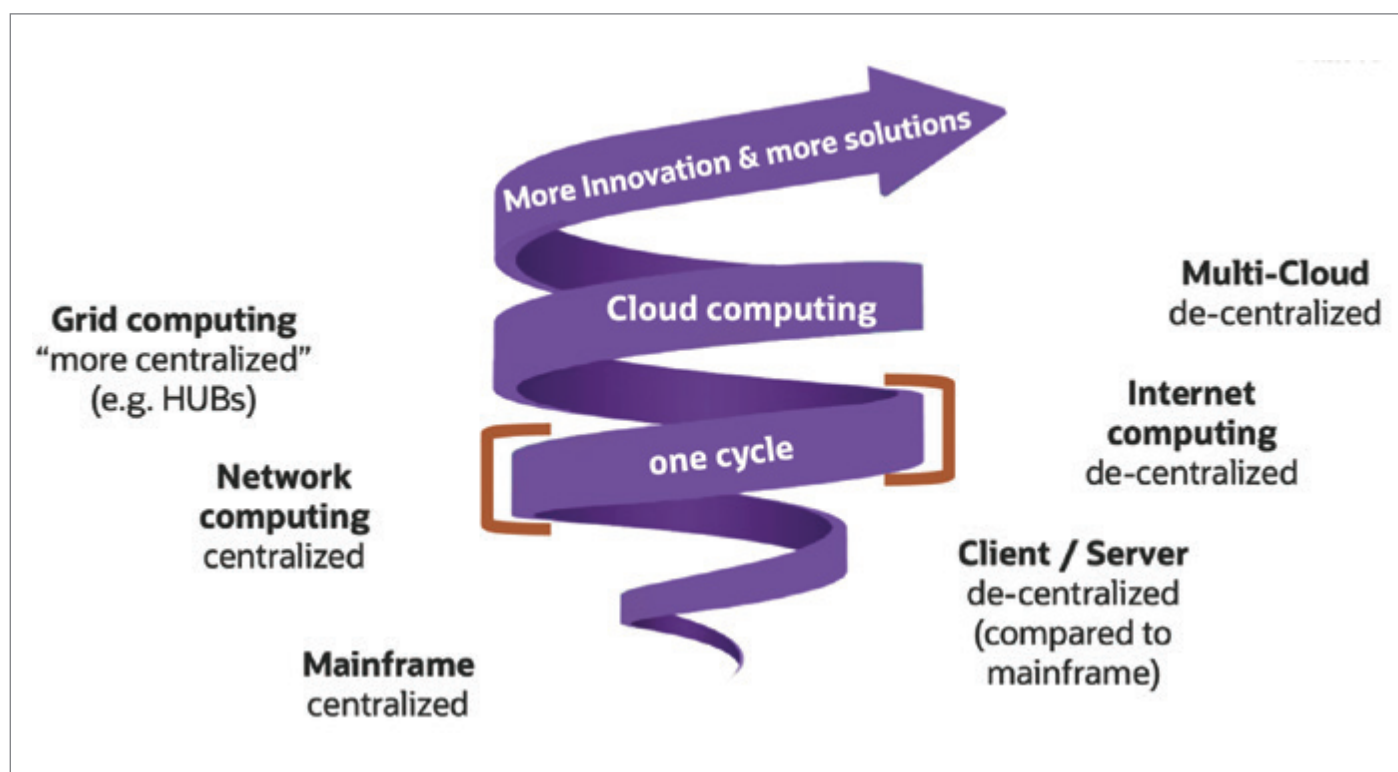 More Innovation & more solutions
Cloud computing
one cycle
Grid computing
“more centralized”
(e.g. HUBs)
Network
computing
centralized
Mainframe
centralized
Multi-Cloud
de-centralized
Internet
computing
de-centralized
Client / Server
de-centralized
(compared to
mainframe)